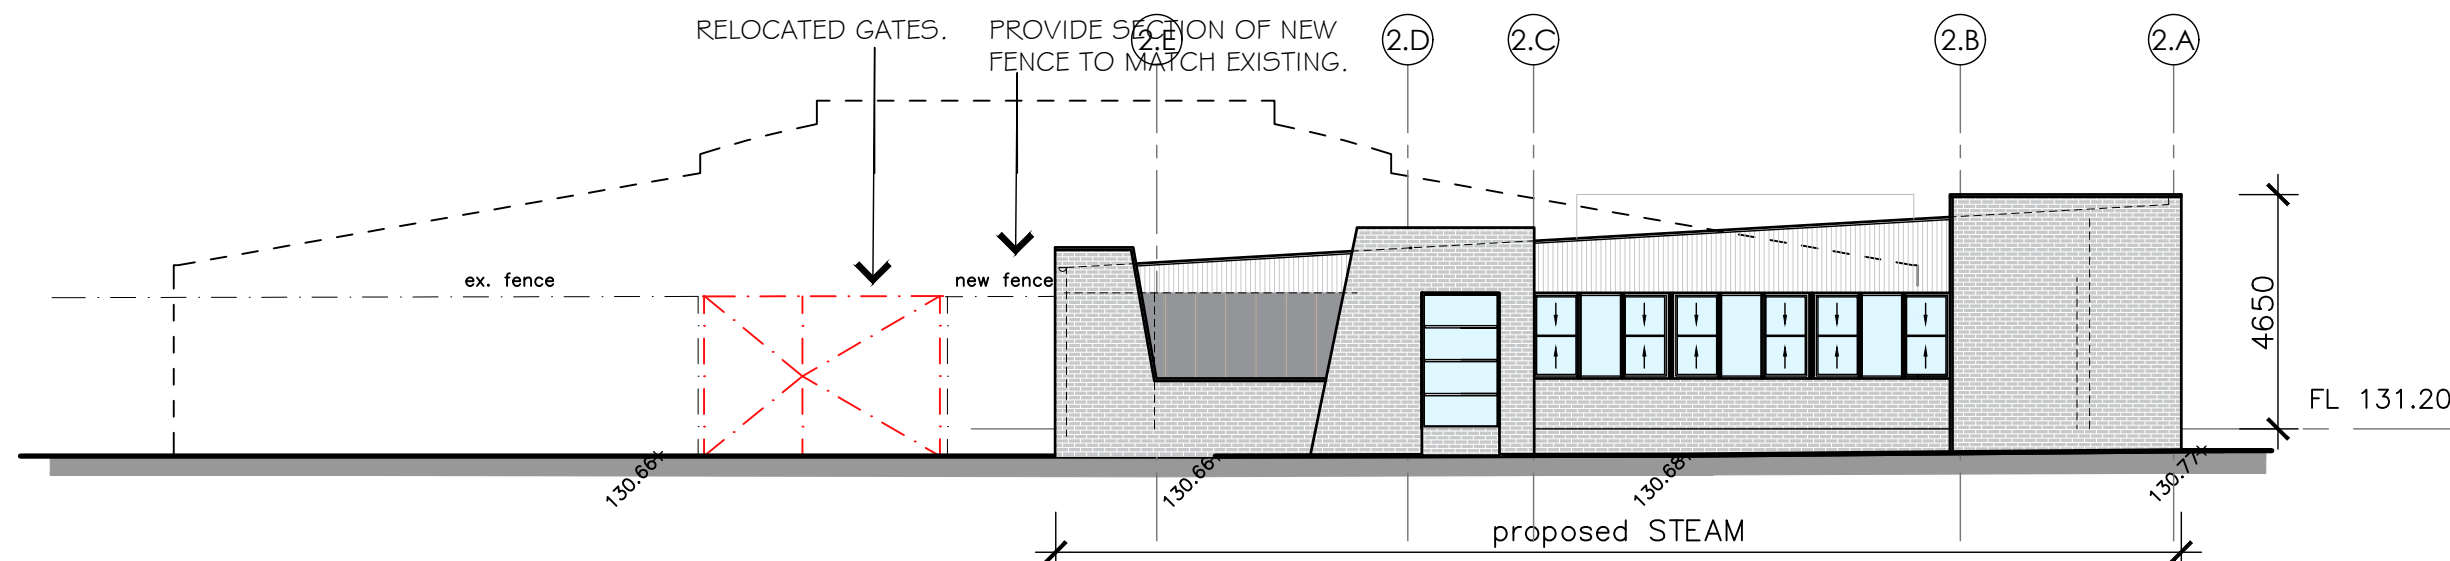 RELOCATED GATES.
PROVIDE SECTION OF NEW
FENCE TO MATCH EXISTING.
2.E
2.D
2.C
2.B
2.A
ex. fence
new fence
4650
FL 131.20
130.66
130.66
130.68
130.77
proposed STEAM